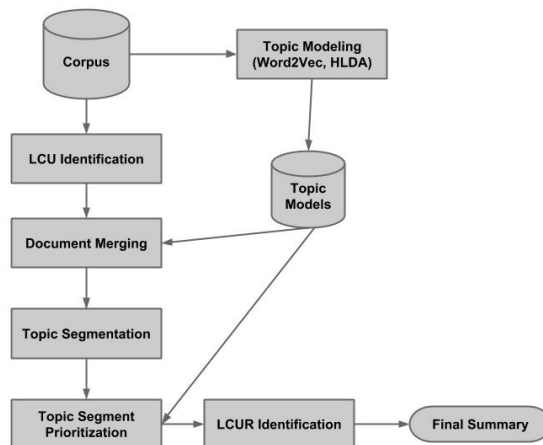 Corpus
Topic Modeling
(Word2Vec, HLDA)
LCU Identification
Topic
Models
Document Merging
Topic Segmentation
Topic Segment
Prioritization
LCUR Identification
Final Summary